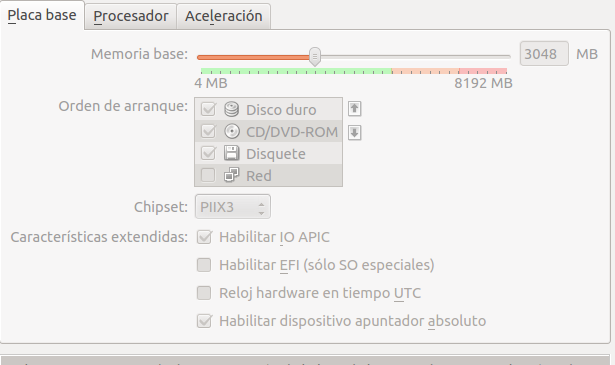 Placa base Procesador Aceleración
Memoria base: 3048 MB
4 MB 8192 MB
Orden de arranque: Disco duro
CD/DVD-ROM
Disquete
Red
Chipset: PIIX3
Características extendidas: Habilitar IO APIC
Habilitar EFI (sólo SO especiales)
Reloj hardware en tiempo UTC
Habilitar dispositivo apuntador absoluto